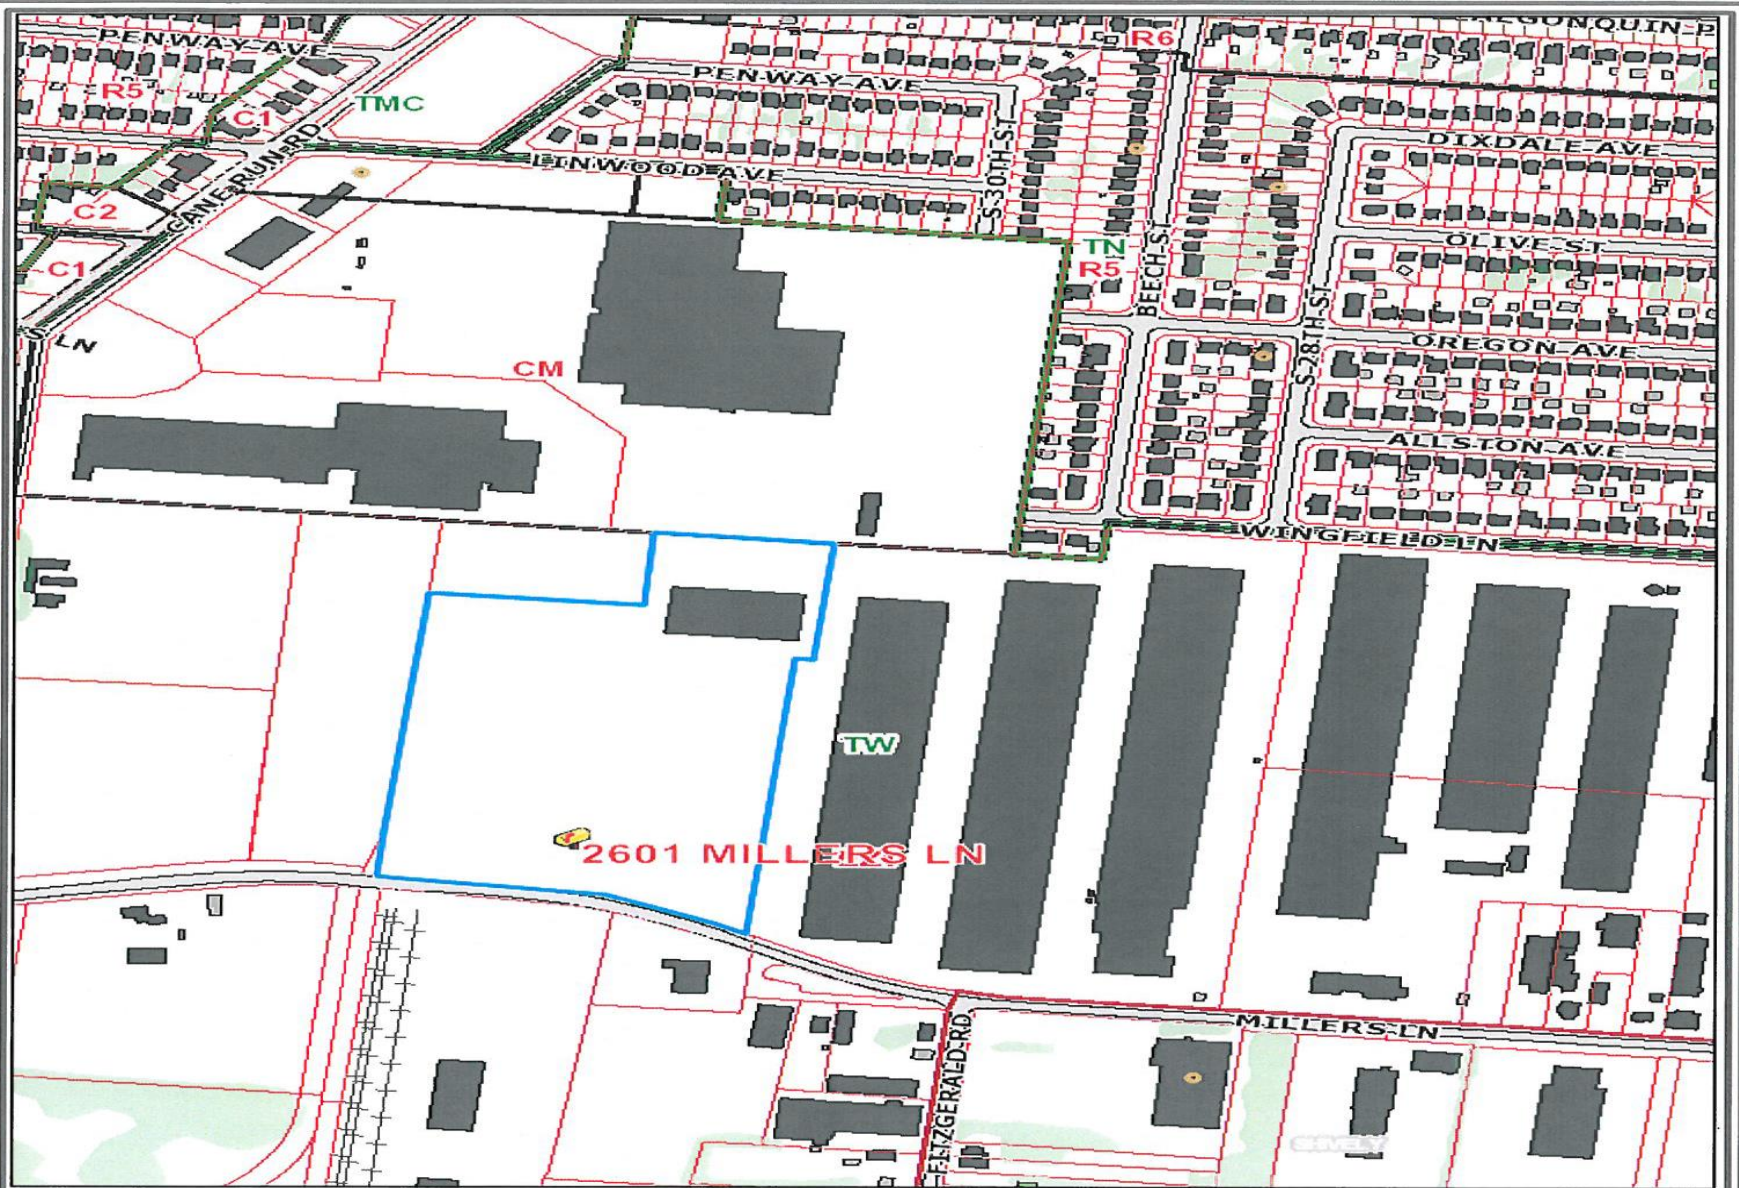 R6
PENWAY AVE
PENWAY AVE
R5
TMC
C1
DIXDALE-AVE
CANE-RUN-RD
LINWOOD-AVE
S-30TH-ST
C2
TN
OLIVE-ST
C1
R5
BEECH-S
S-28TH-ST
LN
OREGON-AVE
CM
ALLSTON-AVE
WINGFIELD-LN
TW
2601 MILLERS LN
MILLERS-LN
FITZGERALD-RD
SHIVELY